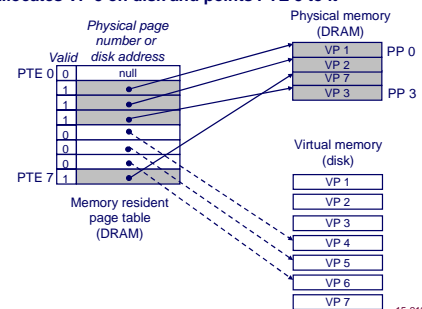 Physical page
number or
Valid disk address
PTE 0 0 null
1
1
1
0
0
0
PTE 7 1
Memory resident
page table
(DRAM)
Physical memory
(DRAM)
VP 1 PP 0
VP 2
VP 7
VP 3 PP 3
Virtual memory
(disk)
VP 1
VP 2
VP 3
VP 4
VP 5
VP 6
VP 7